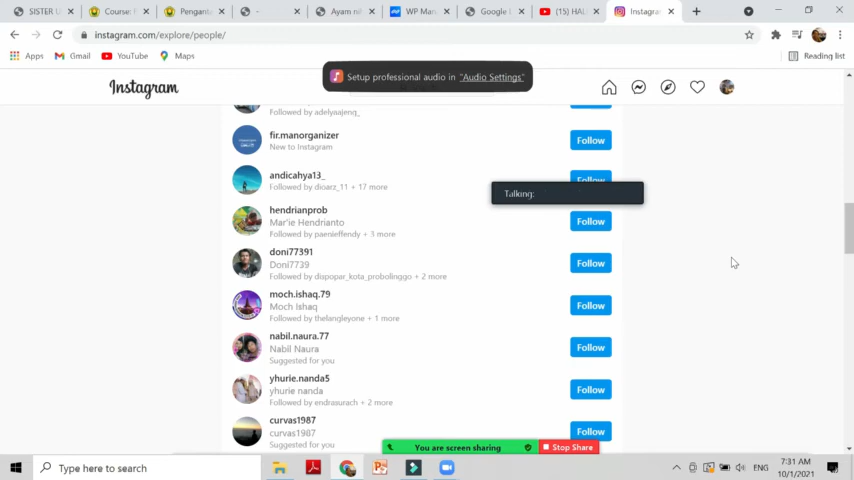 SISTER U
Course: P
Pengant
-
Ayam ri
WP Man
Google
(15) HAL
Instagra
instagram.com/explore/people/
Apps
Gmail
YouTube
Maps
Reading list
Setup professional audio in "Audio Settings"
Instagram
Followed by adelyaajeng_
fir.manorganizer
New to Instagram
Follow
andicahya13_
Followed by dioarz_11 + 17 more
Follow
Talking:
hendrianprob
Mar'ie Hendrianto
Followed by paenieffendy + 3 more
Follow
doni77391
Doni7739
Followed by dispopar_kota_probolinggo + 2 more
Follow
moch.ishaq.79
Moch Ishaq
Followed by thelangleyone + 1 more
Follow
nabil.naura.77
Nabil Naura
Suggested for you
Follow
yhurie.nanda5
yhurie nanda
Followed by endrasurach + 2 more
Follow
curvas1987
curvas1987
Suggested for you
Follow
You are screen sharing
Stop Share
Type here to search
ENG
7:31 AM
10/1/2021